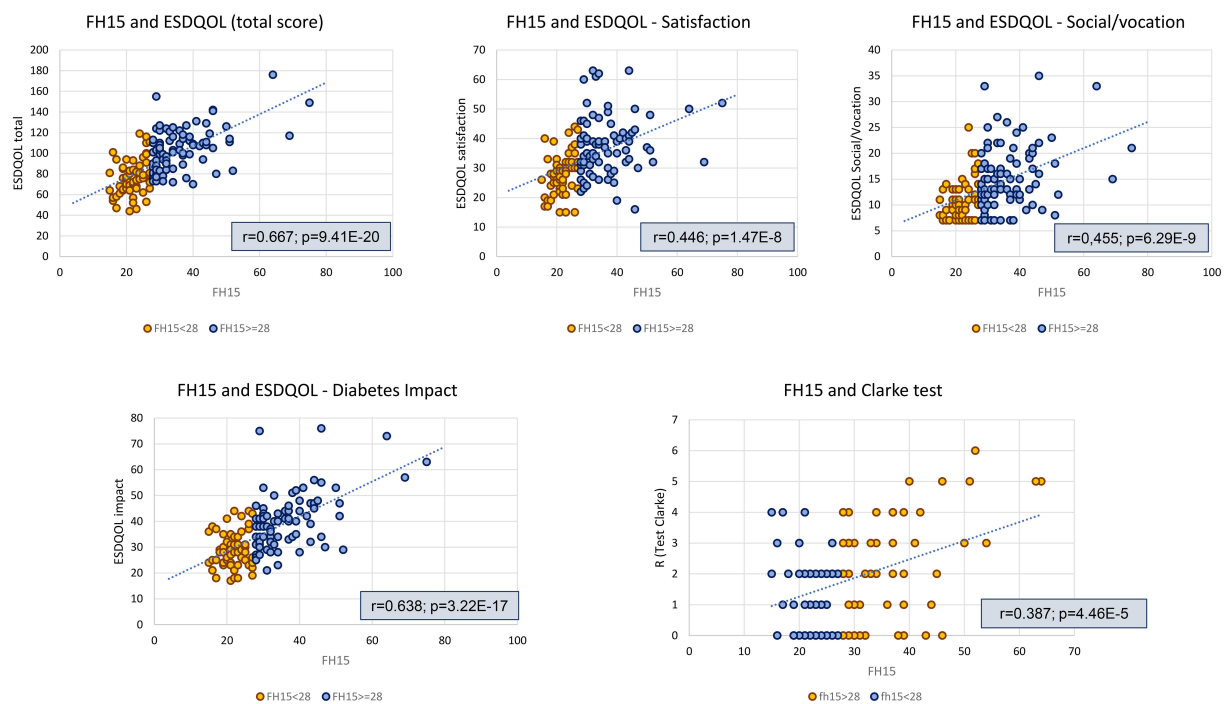 FH15 and ESDQOL (total score)
200
180
160
140
120
100
80
60
40
20
0
ESDQOL total
r=0.667; p=9.41E-20
0 20 40 60 80 100
FH15
FH15<28 FH15>=28
FH15 and ESDQOL - Satisfaction
70
60
50
40
30
20
10
0
ESDQOL satisfaction
r=0.446; p=1.47E-8
0 20 40 60 80 100
FH15
FH15<28 FH15>=28
FH15 and ESDQOL - Social/vocation
40
35
30
25
20
15
10
5
0
ESDQOL Social/Vocation
r=0,455; p=6.29E-9
0 20 40 60 80 100
FH15
FH15<28 FH15>=28
FH15 and ESDQOL - Diabetes Impact
80
70
60
50
40
30
20
10
0
ESDQOL impact
r=0.638; p=3.22E-17
0 20 40 60 80 100
FH15
FH15<28 FH15>=28
FH15 and Clarke test
7
6
5
4
3
2
1
0
R (Test Clarke)
r=0.387; p=4.46E-5
0 10 20 30 40 50 60 70
FH15
fh15>28 fh15<28